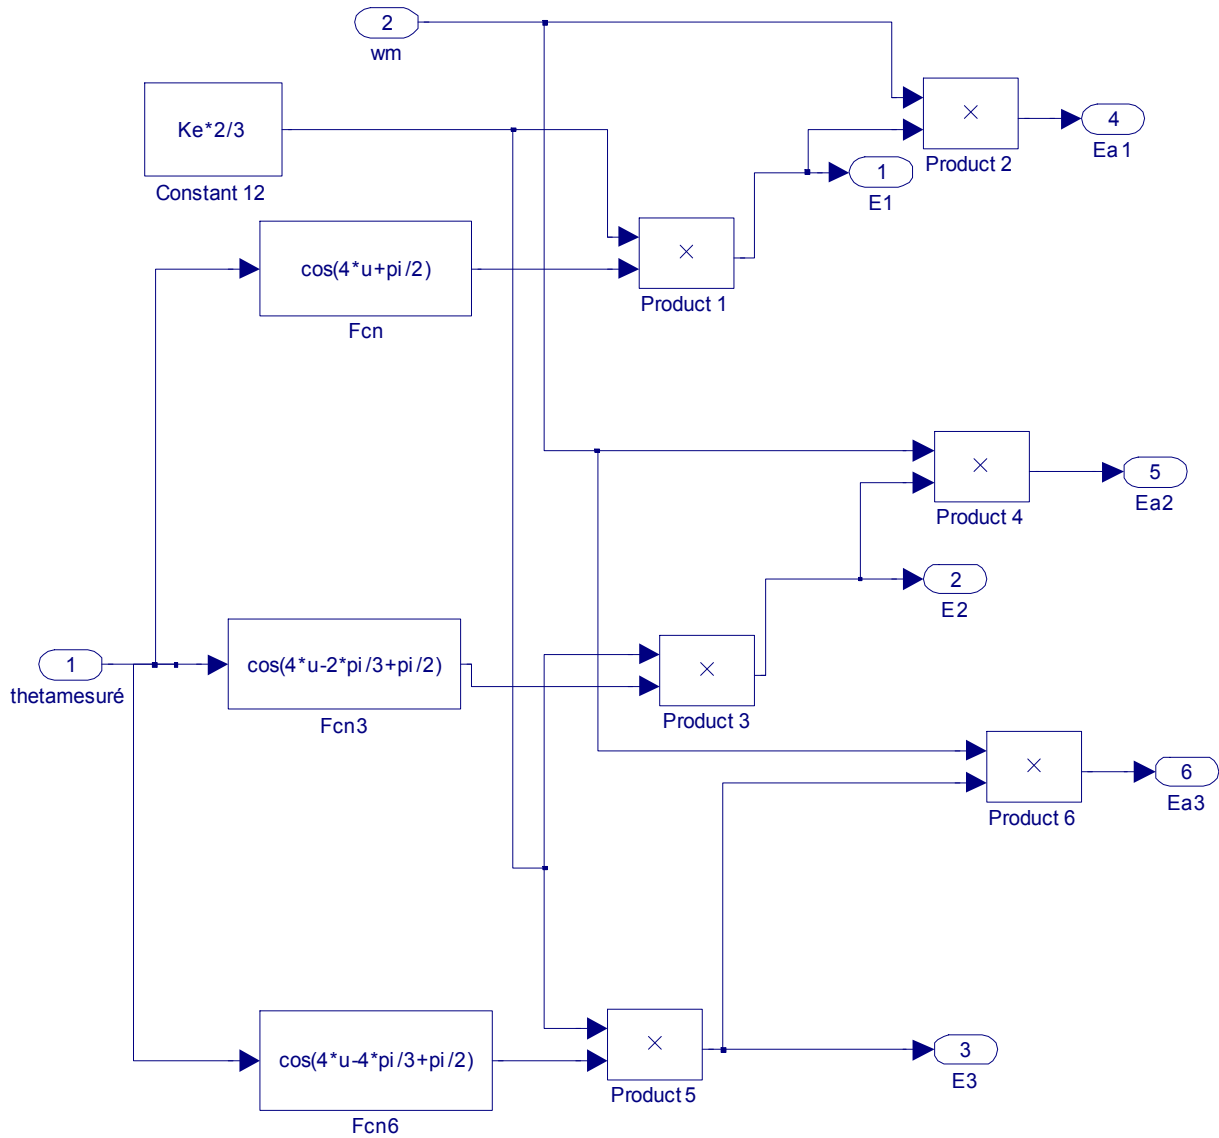 2
wm
Ke*2/3
Constant 12
×
Product 2
4
Ea1
1
E1
cos(4*u+pi/2)
Fcn
×
Product 1
×
Product 4
5
Ea2
2
E2
1
thetamesuré
cos(4*u-2*pi/3+pi/2)
Fcn3
×
Product 3
×
Product 6
6
Ea3
cos(4*u-4*pi/3+pi/2)
Fcn6
×
Product 5
3
E3